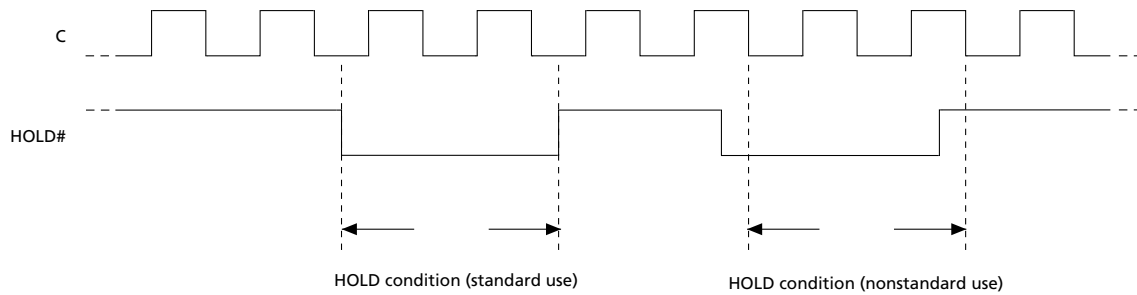 C
HOLD#
HOLD condition (standard use)
HOLD condition (nonstandard use)